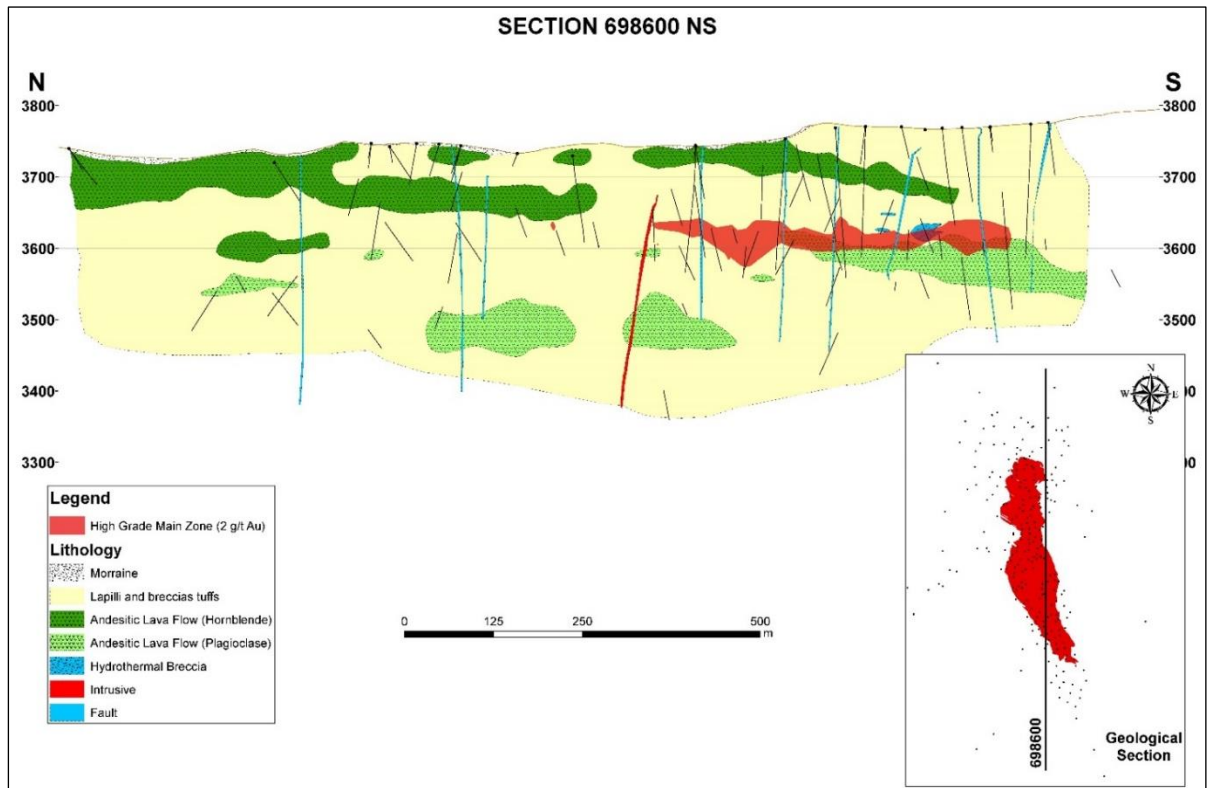 SECTION 698600 NS
N
S
3800
3800
3700
3700
3600
3600
3500
3500
3400
00
3300
00
Legend
High Grade Main Zone (2 g/t Au)
Lithology
Morraine
Lapilli and breccias tuffs
Andesitic Lava Flow (Hornblende)
Andesitic Lava Flow (Plagioclase)
Hydrothermal Breccia
Intrusive
Fault
0 125 250 500
m
N
W E
S
698600
Geological
Section